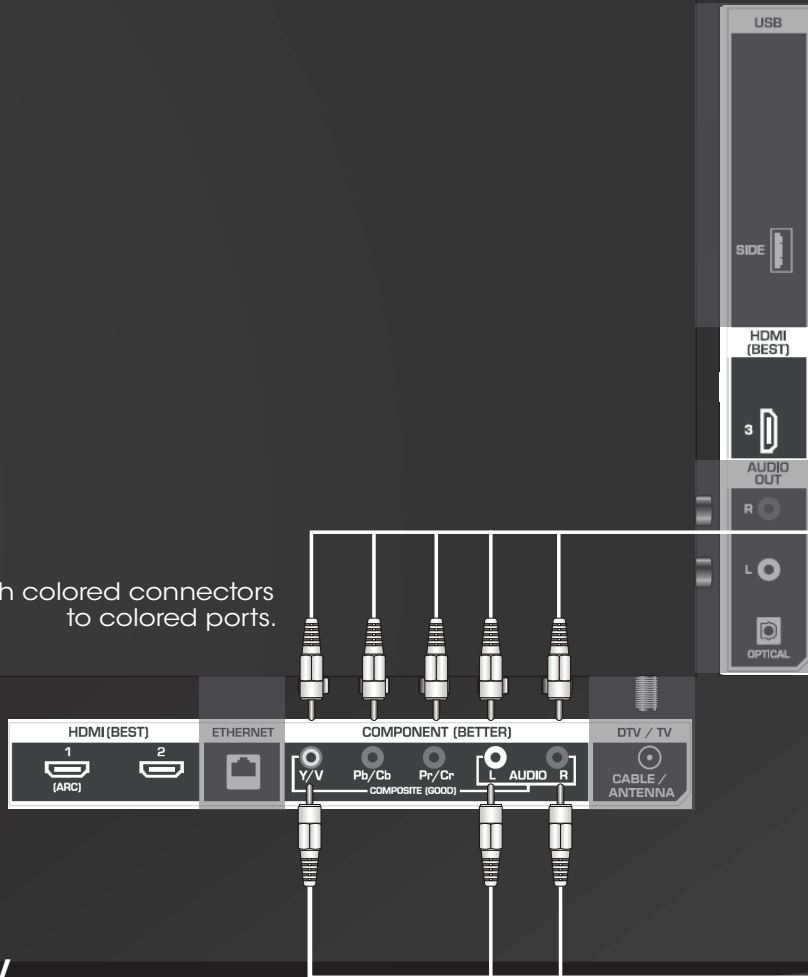 USB
SIDE
HDMI
(BEST)
3
AUDIO
OUT
R
L
OPTICAL
colored connectors
to colored ports.
HDMI (BEST)
1
(ARC)
2
ETHERNET
COMPONENT (BETTER)
Y/V
Pb/Cb
Pr/Cr
L AUDIO R
COMPOSITE (GOOD)
DTV / TV
CABLE /
ANTENNA